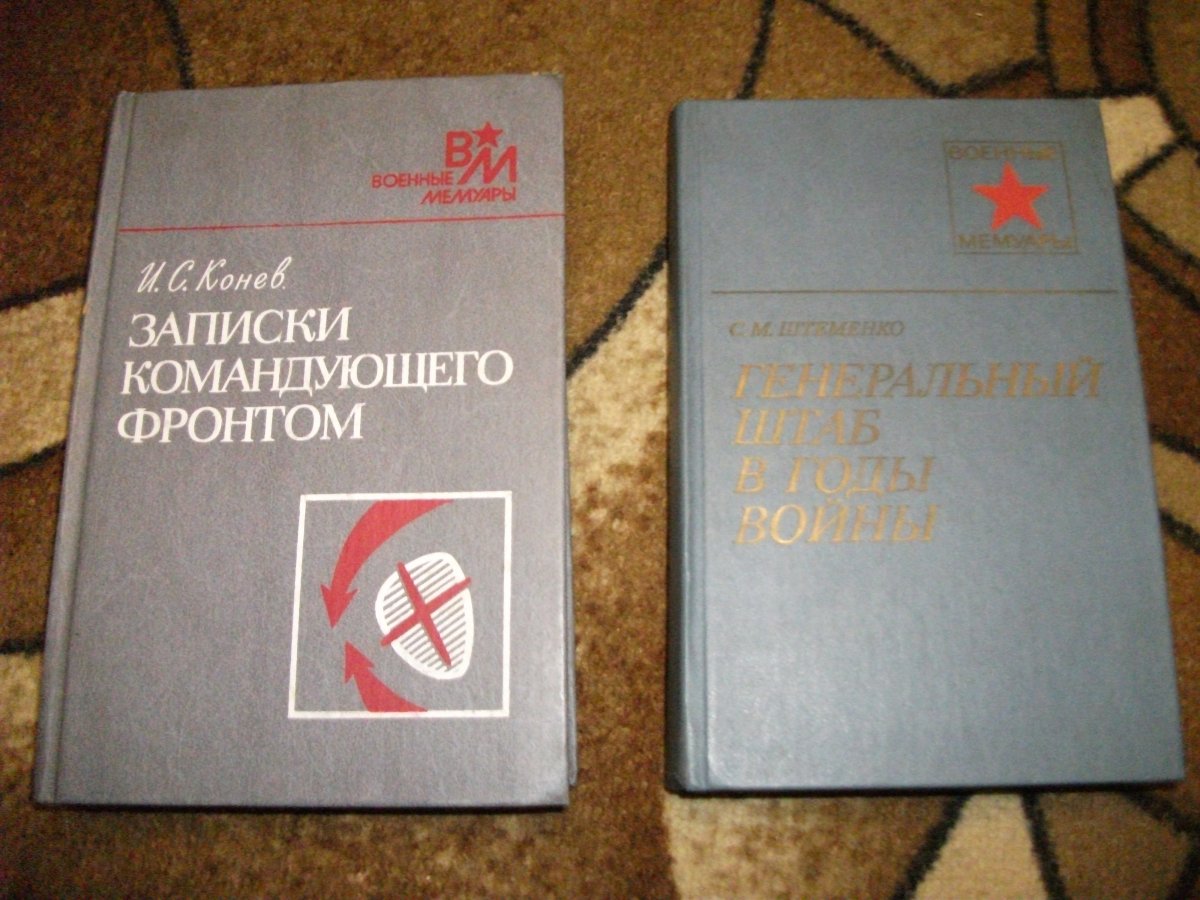 ВМ
ВОЕННЫЕ
МЕМУАРЫ
И.С. Конев.
ЗАПИСКИ
КОМАНДУЮЩЕГО
ФРОНТОМ
ВОЕННЫЕ
МЕМУАРЫ
С. М. ШТЕМЕНКО
ГЕНЕРАЛЬНЫЙ
ШТАБ
В ГОДЫ
ВОЙНЫ